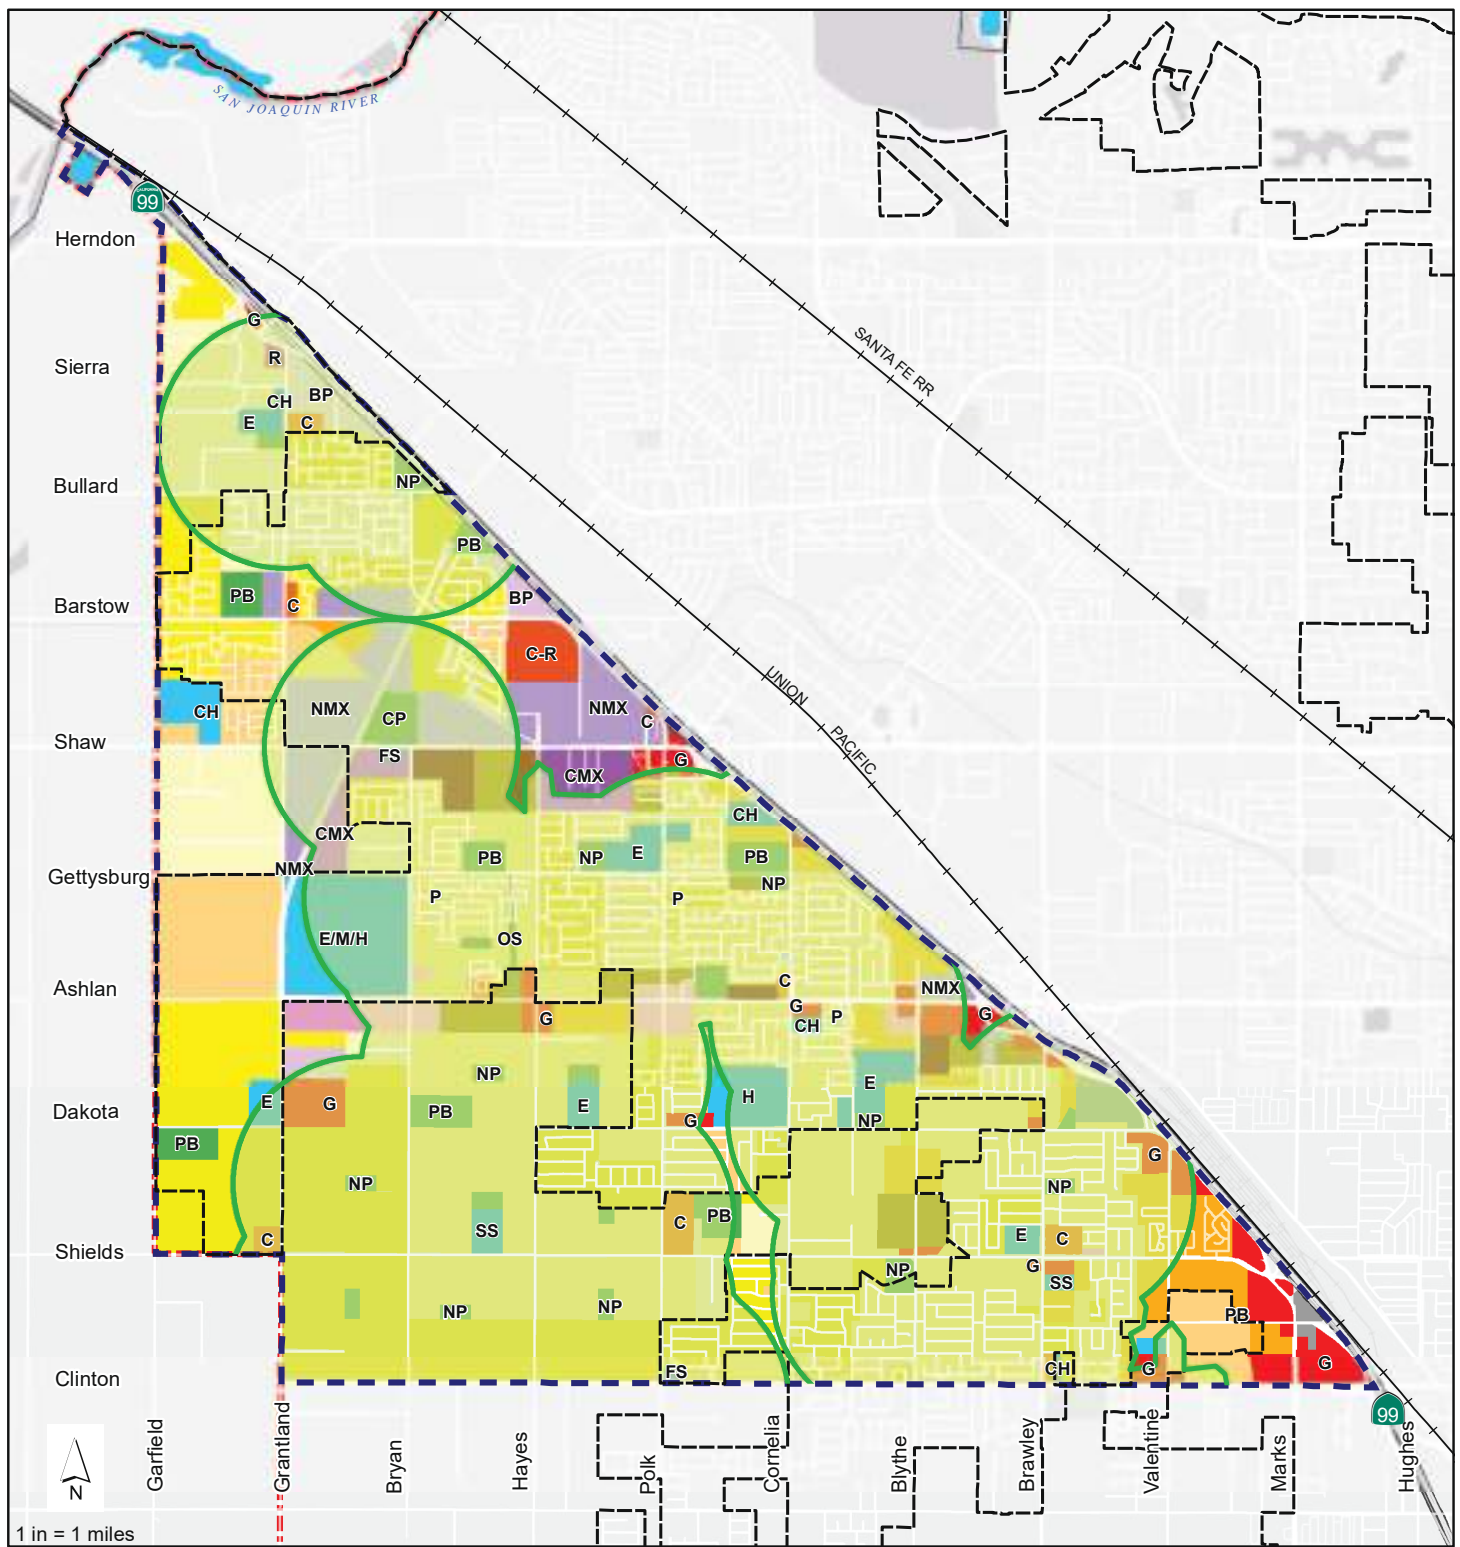 SAN JOAQUIN RIVER
CALIFORNIA
99
Herndon
G
SANTA FE RR
Sierra
R
CH
BP
E
C
NP
Bullard
PB
PB
C
BP
Barstow
C-R
UNION
PACIFIC
CH
NMX
CP
NMX
C
Shaw
FS
G
CMX
CH
CMX
PB
NP
E
PB
NMX
NP
Gettysburg
P
P
E/M/H
OS
C
NMX
Ashlan
G
G
G
CH
P
NP
E
H
E
G
PB
E
Dakota
G
NP
PB
G
NP
NP
C
PB
SS
E
C
C
Shields
G
NP
SS
NP
NP
PB
G
FS
CH
G
Clinton
99
Garfield
Grantland
Bryan
Hayes
Polk
Cornelia
Blythe
Brawley
Valentine
Marks
Hughes
N
1 in = 1 miles